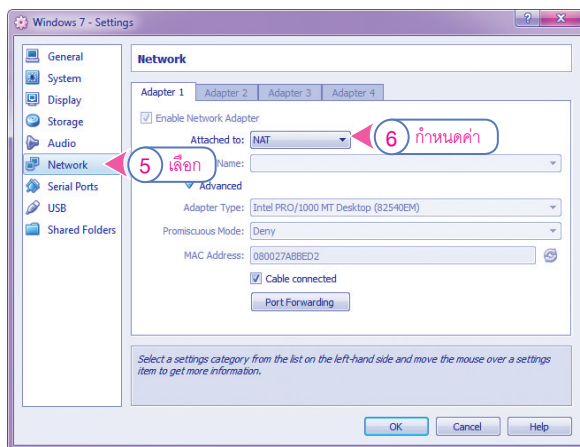 Windows 7 - Settings
General
System
Display
Storage
Audio
Network
Serial Ports
USB
Shared Folders
5 เลือก
Network
Adapter 1 Adapter 2 Adapter 3 Adapter 4
Enable Network Adapter
Attached to: NAT
6 กำหนดค่า
Name:
Advanced
Adapter Type: Intel PRO/1000 MT Desktop (82540EM)
Promiscuous Mode: Deny
MAC Address: 080027ABBED2
Cable connected
Port Forwarding
Select a settings category from the list on the left-hand side and move the mouse over a settings
item to get more information.
OK Cancel Help